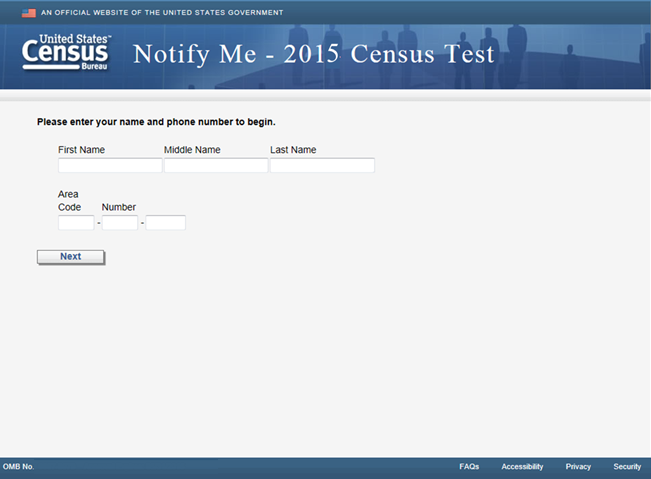 AN OFFICIAL WEBSITE OF THE UNITED STATES GOVERNMENT
United States™
Census
Bureau
Notify Me - 2015 Census Test
Please enter your name and phone number to begin.
First Name Middle Name Last Name
Area
Code Number
- -
Next
OMB No. FAQs Accessibility Privacy Security